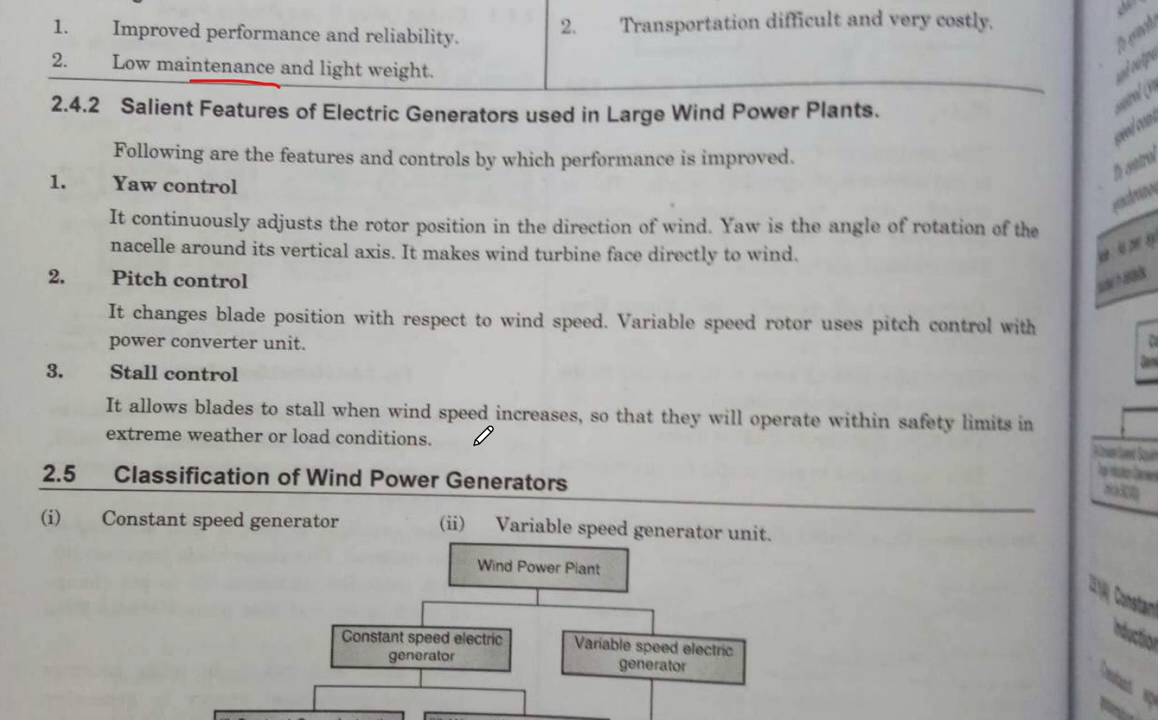 1. Improved performance and reliability.
2. Low maintenance and light weight.
2. Transportation difficult and very costly.
2.4.2 Salient Features of Electric Generators used in Large Wind Power Plants.
Following are the features and controls by which performance is improved.
1. Yaw control
It continuously adjusts the rotor position in the direction of wind. Yaw is the angle of rotation of the
nacelle around its vertical axis. It makes wind turbine face directly to wind.
2. Pitch control
It changes blade position with respect to wind speed. Variable speed rotor uses pitch control with
power converter unit.
3. Stall control
It allows blades to stall when wind speed increases, so that they will operate within safety limits in
extreme weather or load conditions.
2.5 Classification of Wind Power Generators
(i) Constant speed generator (ii) Variable speed generator unit.
Wind Power Plant
Constant speed electric
generator
Variable speed electric
generator